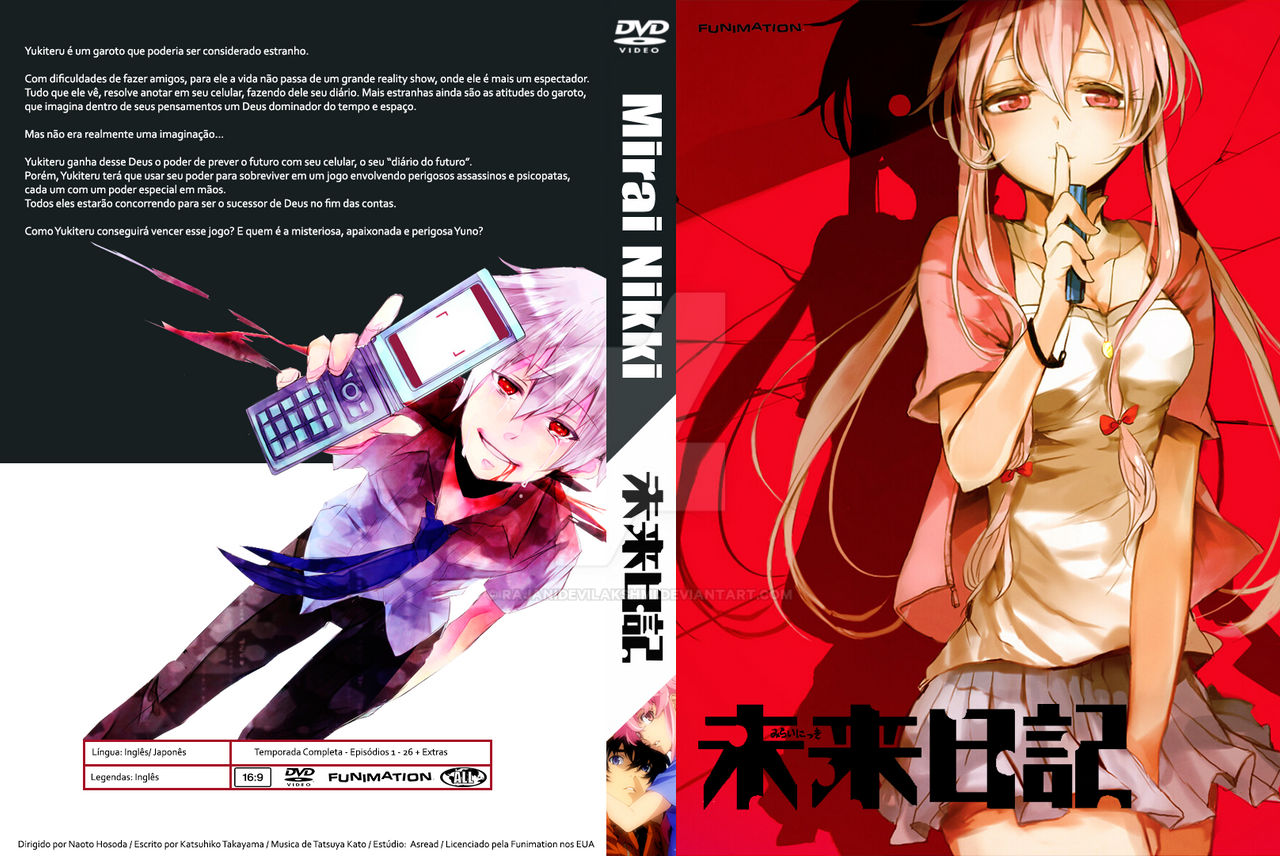 Yukiteru é um garoto que poderia ser considerado estranho.
Com dificuldades de fazer amigos, para ele a vida não passa de um grande reality show, onde ele é mais um espectador.
Tudo que ele vê, resolve anotar em seu celular, fazendo dele seu diário. Mais estranhas ainda são as atitudes do garoto,
que imagina dentro de seus pensamentos um Deus dominador do tempo e espaço.
Mas não era realmente uma imaginação...
Yukiteru ganha desse Deus o poder de prever o futuro com seu celular, o seu “diário do futuro”.
Porém, Yukiteru terá que usar seu poder para sobreviver em um jogo envolvendo perigosos assassinos e psicopatas,
cada um com um poder especial em mãos.
Todos eles estarão concorrendo para ser o sucessor de Deus no fim das contas.
Como Yukiteru conseguirá vencer esse jogo? E quem é a misteriosa, apaixonada e perigosa Yuno?
Língua: Inglês/ Japonês
Temporada Completa - Episódios 1 - 26 + Extras
Legendas: Inglês
16:9
DVD
VIDEO
FUNIMATION
ALL
Dirigido por Naoto Hosoda / Escrito por Katsuhiko Takayama / Musica de Tatsuya Kato / Estúdio: Asread / Licenciado pela Funimation nos EUA
DVD
VIDEO
Mirai Nikki
未来日記
FUNIMATION
みらいにっき
未来日記